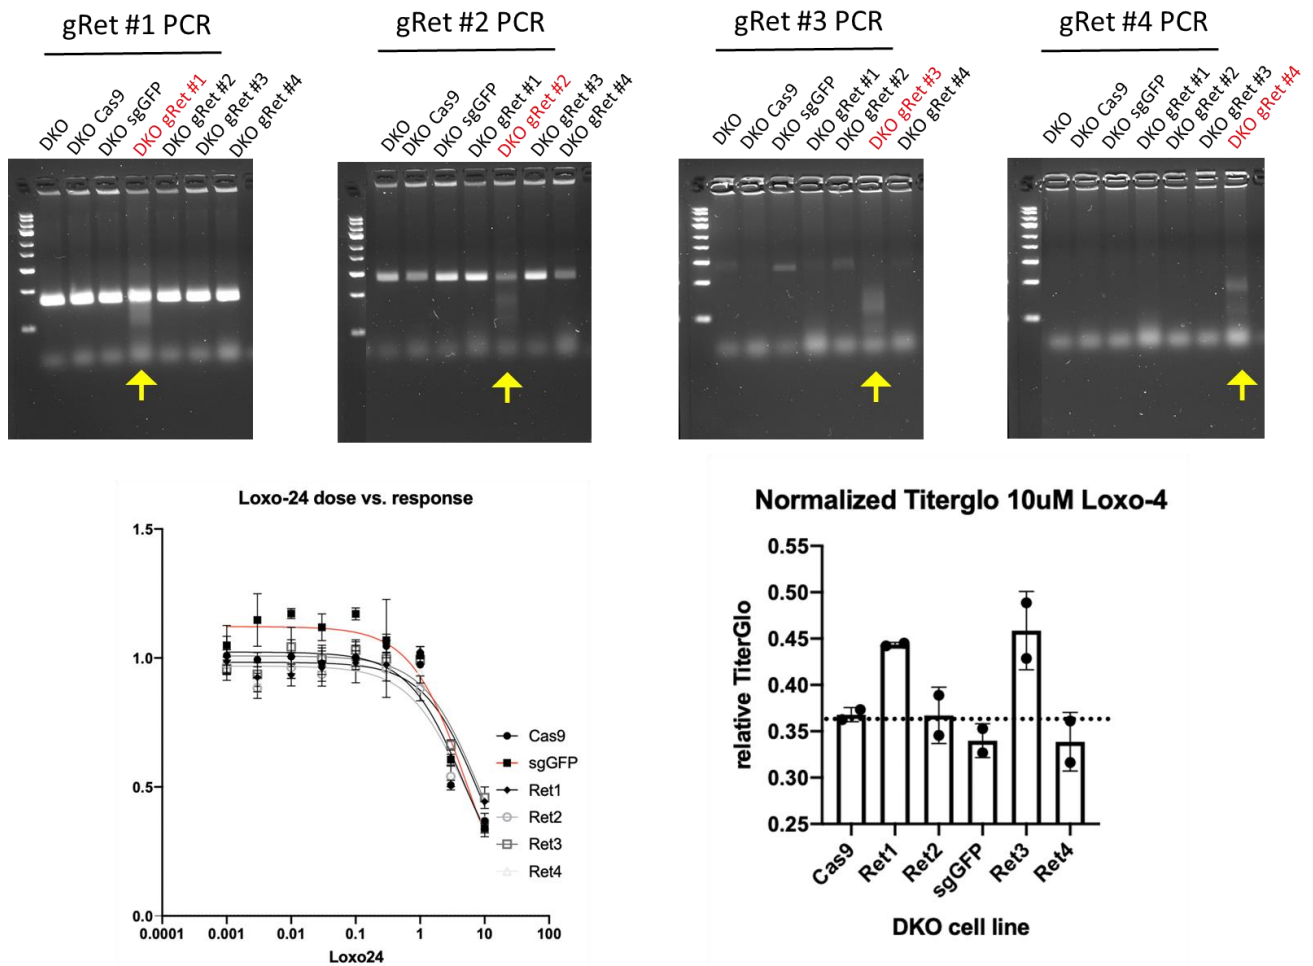 gRet #1 PCR
DKO
DKO Cas9
DKO sgGFP
DKO gRet #1
DKO gRet #2
DKO gRet #3
DKO gRet #4
gRet #2 PCR
DKO
DKO Cas9
DKO sgGFP
DKO gRet #1
DKO gRet #2
DKO gRet #3
DKO gRet #4
gRet #3 PCR
DKO
DKO Cas9
DKO sgGFP
DKO gRet #1
DKO gRet #2
DKO gRet #3
DKO gRet #4
gRet #4 PCR
DKO
DKO Cas9
DKO sgGFP
DKO gRet #1
DKO gRet #2
DKO gRet #3
DKO gRet #4
Loxo-24 dose vs. response
1.5
1.0
0.5
0.0
0.0001
0.001
0.01
0.1
1
10
100
Loxo24
Cas9
sgGFP
Ret1
Ret2
Ret3
Ret4
Normalized Titerglo 10uM Loxo-4
relative TiterGlo
0.55
0.50
0.45
0.40
0.35
0.30
0.25
Cas9
Ret1
Ret2
sgGFP
Ret3
Ret4
DKO cell line